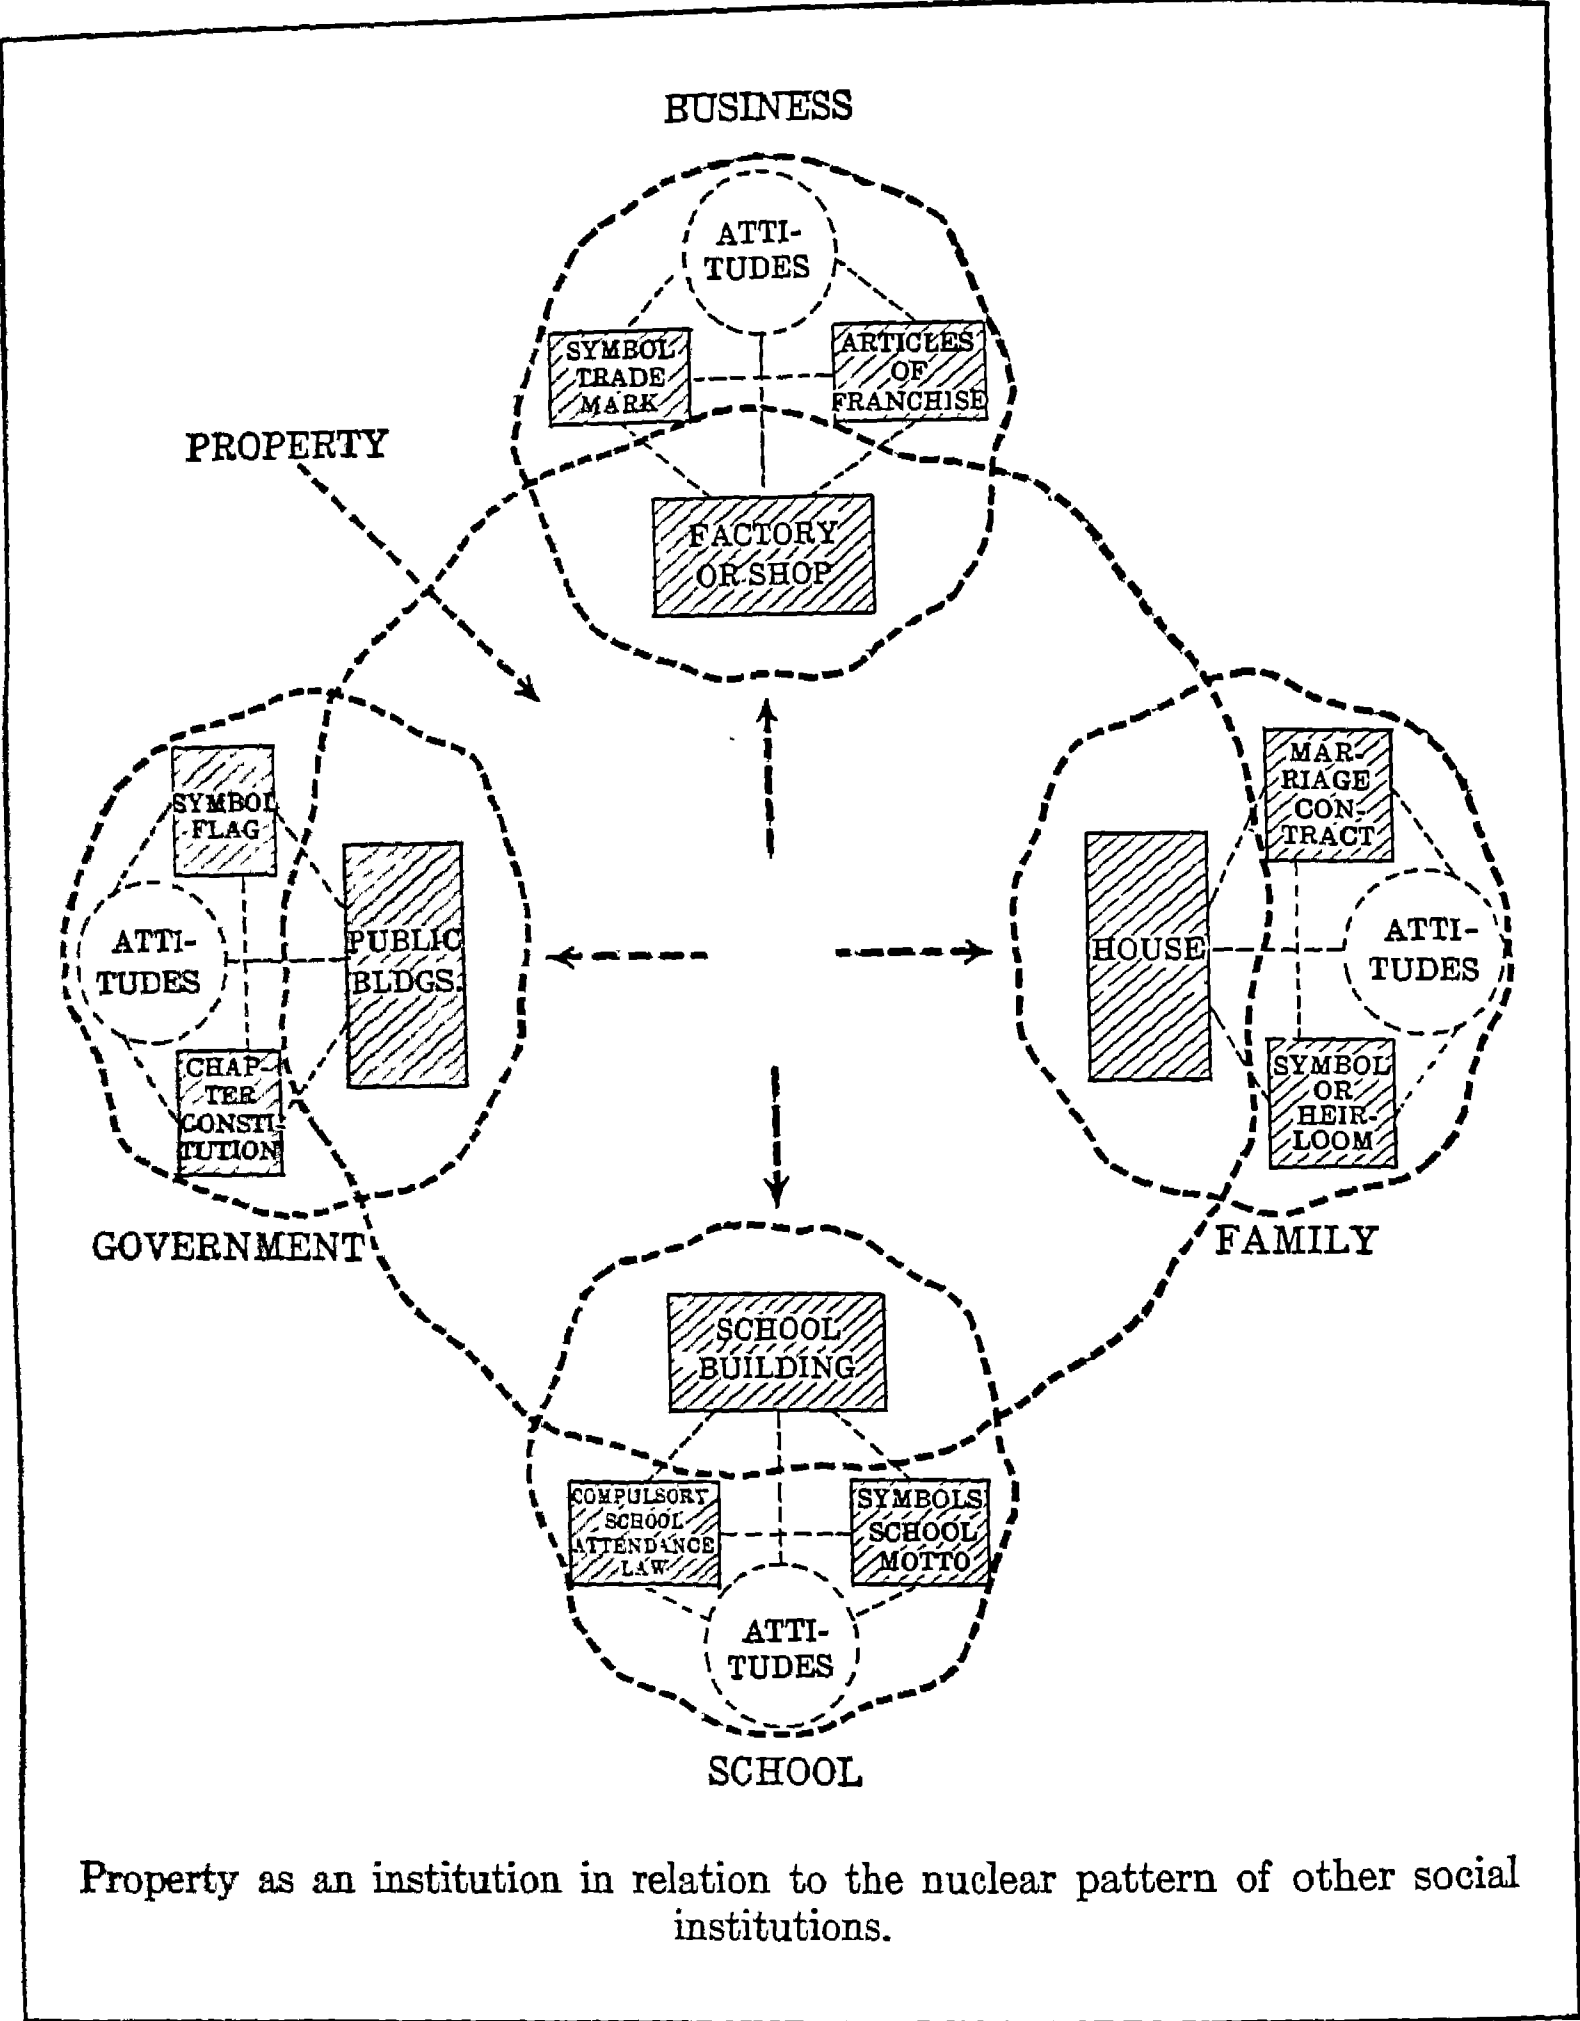 BUSINESS
ATTI-
TUDES
SYMBOL
TRADE
MARK
ARTICLES
OF
FRANCHISE
PROPERTY
FACTORY
OR SHOP
SYMBOL
FLAG
ATTI-
TUDES
PUBLIC
BLDGS.
CHAP-
TER
CONSTI-
TUTION
GOVERNMENT
MAR-
RIAGE
CON-
TRACT
HOUSE
ATTI-
TUDES
SYMBOL
OR
HEIR-
LOOM
FAMILY
SCHOOL
BUILDING
COMPULSORY
SCHOOL
ATTENDANCE
LAW
SYMBOLS
SCHOOL
MOTTO
ATTI-
TUDES
SCHOOL
Property as an institution in relation to the nuclear pattern of other social
institutions.